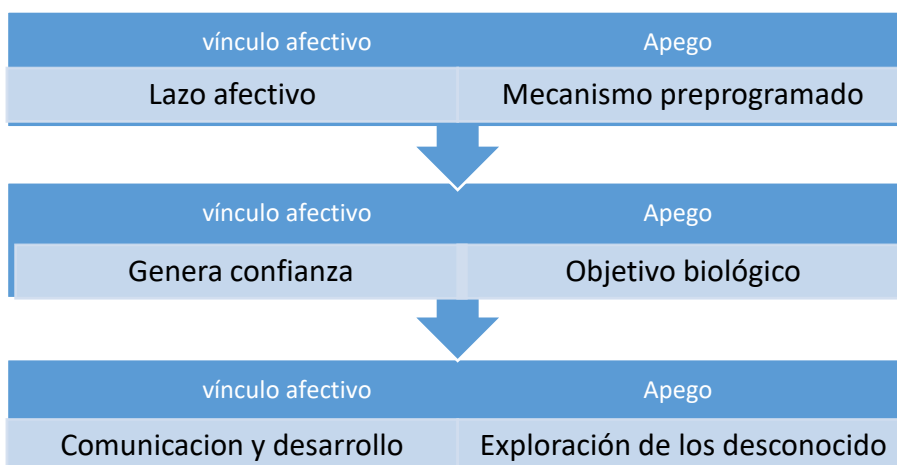 vínculo afectivo Apego
Lazo afectivo Mecanismo preprogramado
vínculo afectivo Apego
Genera confianza Objetivo biológico
vínculo afectivo Apego
Comunicacion y desarrollo Exploración de los desconocido